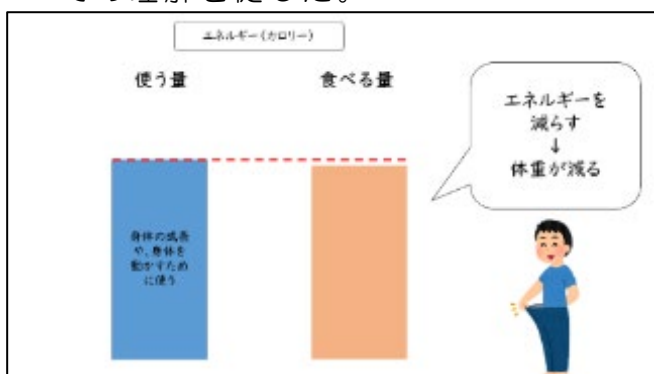 の理解を促した。
エネルギー(カロリー)
使う量
食べる量
エネルギーを
減らす
↓
体重が減る
身体の成長
や、身体を
動かすため
に使う